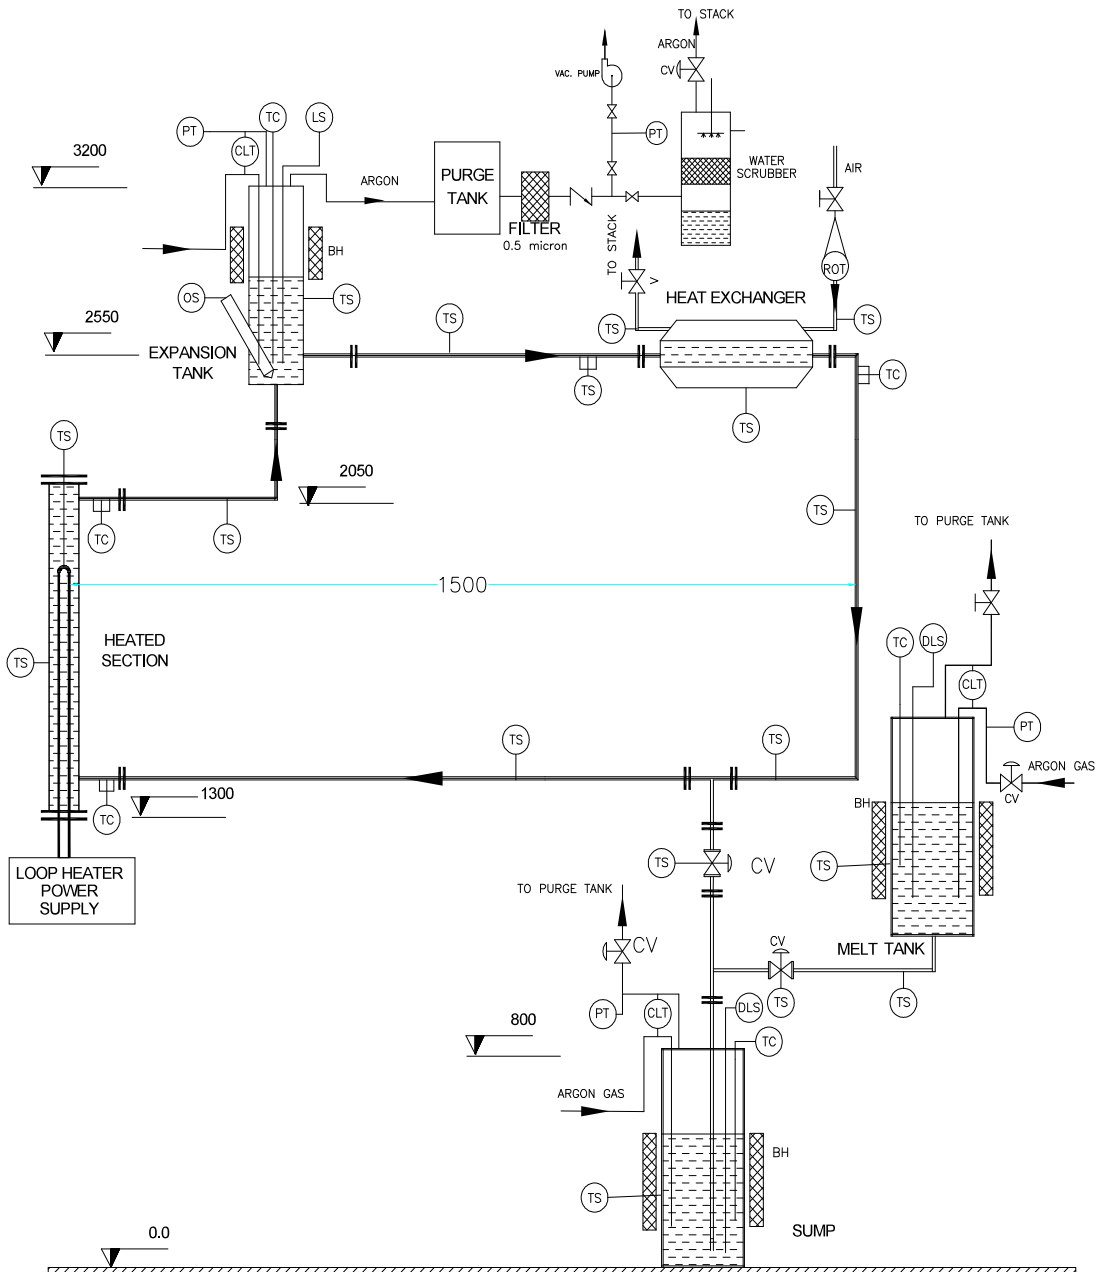 TO STACK
ARGON
CV
VAC. PUMP
PT
TC
LS
CLT
PT
3200
ARGON
PURGE
TANK
FILTER
0.5 micron
WATER
SCRUBBER
AIR
ROT
BH
TO STACK
V
HEAT EXCHANGER
OS
TS
TS
TS
TS
2550
EXPANSION
TANK
TS
TC
TS
TS
2050
TC
TS
TS
TO PURGE TANK
1500
HEATED
SECTION
TS
TC
DLS
CLT
PT
TS
TS
ARGON GAS
CV
1300
TC
BH
LOOP HEATER
POWER
SUPPLY
TS
CV
TS
TO PURGE TANK
CV
CV
MELT TANK
TS
TS
PT
CLT
DLS
TC
800
ARGON GAS
BH
TS
SUMP
0.0